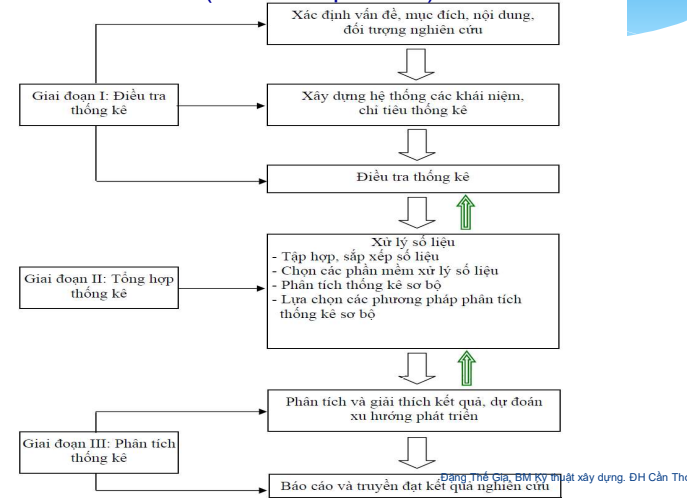 Xác định vấn đề, mục đích, nội dung,
đối tượng nghiên cứu
Giai đoạn I: Điều tra
thống kê
Xây dựng hệ thống các khái niệm,
chỉ tiêu thống kê
Điều tra thống kê
Xử lý số liệu
- Tập hợp, sắp xếp số liệu
- Chọn các phần mềm xử lý số liệu
- Phân tích thống kê sơ bộ
- Lựa chọn các phương pháp phân tích
thống kê sơ bộ
Giai đoạn II: Tổng hợp
thống kê
Phân tích và giải thích kết quả, dự đoán
xu hướng phát triển
Giai đoạn III: Phân tích
thống kê
Báo cáo và truyền đạt kết quả nghiên cứu
Đặng Thế Gia, BM Kỹ thuật xây dựng. ĐH Cần Thơ